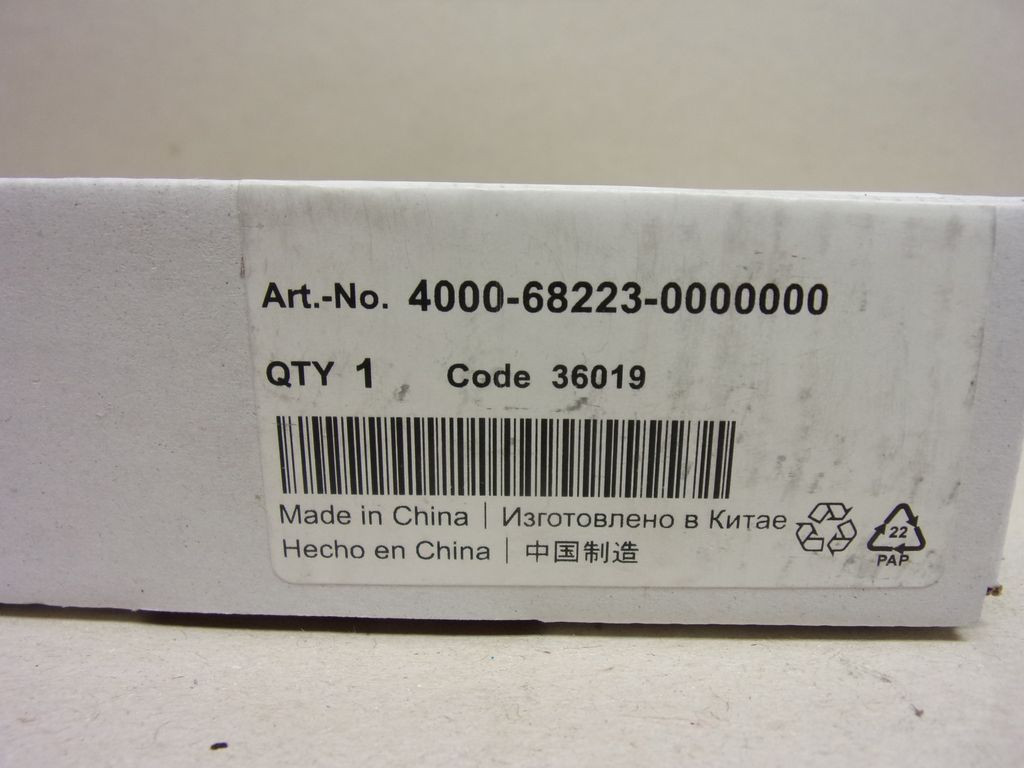 Art.-No. 4000-68223-0000000
QTY 1 Code 36019
Made in China | Изготовлено в Китае
Hecho en China | 中国制造
22
PAP